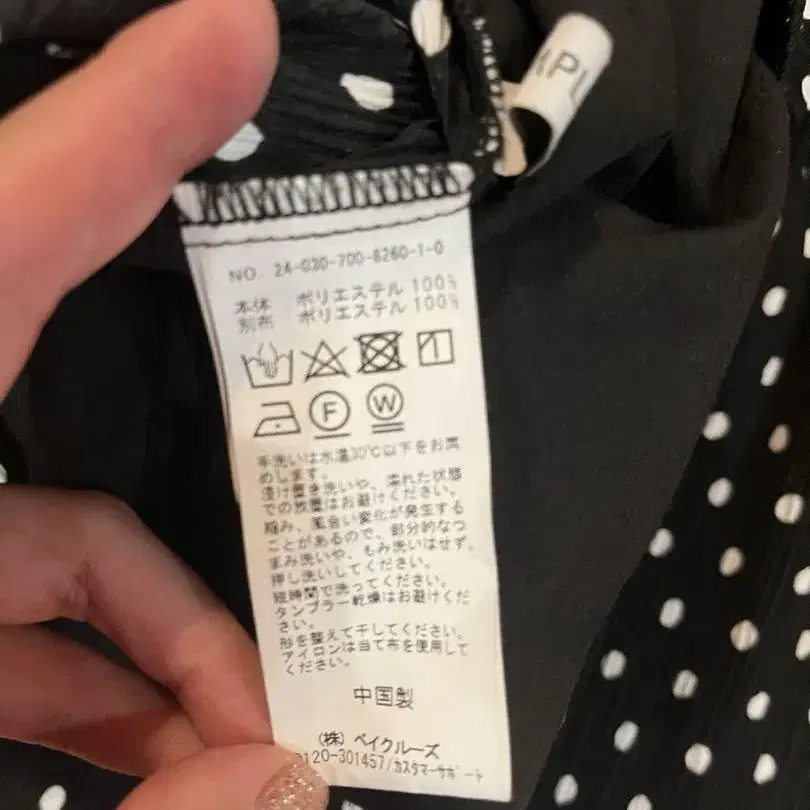 MPU
NO. 24-030-700-8260-1-0
本体 ポリエステル 100%
別布 ポリエステル 100%
F W
手洗いは水温30℃以下をお薦
めします。
浸け置き洗いや、濡れた状態
での放置はお避けください。
縮み、風合い変化が発生する
ことがあるので、部分的なつ
まみ洗いや、もみ洗いはせず、
押し洗いしてください。
短時間で洗ってください。
タンブラー乾燥はお避けくだ
さい。
形を整えて干してください。
アイロンは当て布を使用して
ください。
中国製
(株) ベイクルーズ
0120-301457/カスタマーサポート